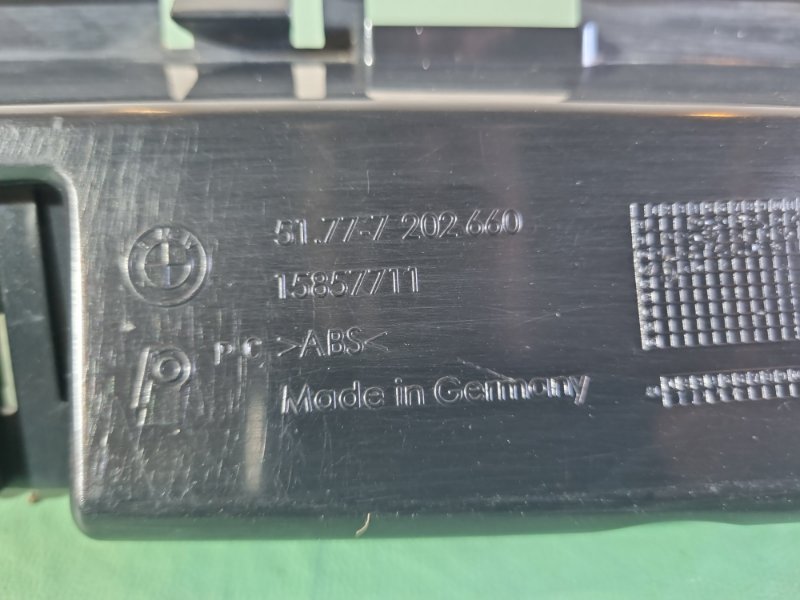 51.77-7 202 660
15857711
PC >ABS<
Made in Germany